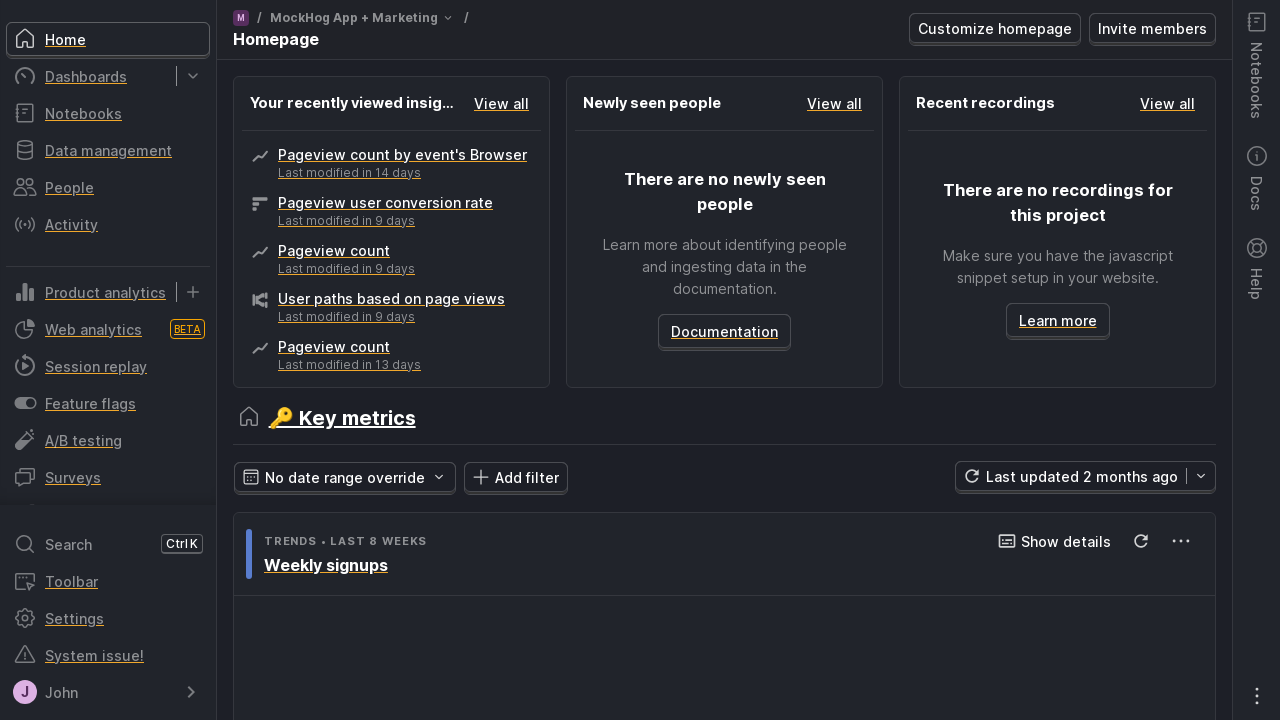 Home
Dashboards
Notebooks
Data management
People
Activity
Product analytics
Web analytics
BETA
Session replay
Feature flags
A/B testing
Surveys
Search
Ctrl K
Toolbar
Settings
System issue!
J
John
M / MockHog App + Marketing /
Homepage
Customize homepage
Invite members
Your recently viewed insig...
View all
Pageview count by event's Browser
Last modified in 14 days
Pageview user conversion rate
Last modified in 9 days
Pageview count
Last modified in 9 days
User paths based on page views
Last modified in 9 days
Pageview count
Last modified in 13 days
Newly seen people
View all
There are no newly seen
people
Learn more about identifying people
and ingesting data in the
documentation.
Documentation
Recent recordings
View all
There are no recordings for
this project
Make sure you have the javascript
snippet setup in your website.
Learn more
🔑 Key metrics
No date range override
Add filter
Last updated 2 months ago
TRENDS • LAST 8 WEEKS
Weekly signups
Show details
Notebooks
Docs
Help